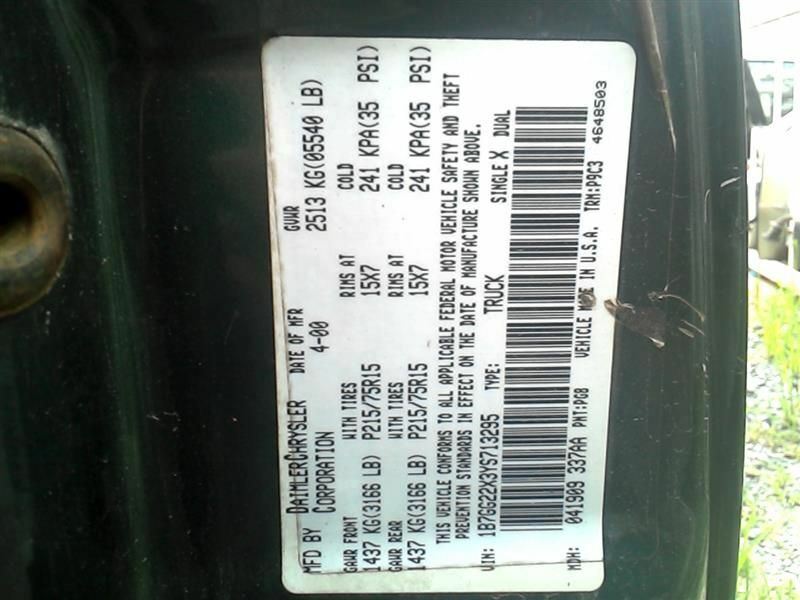 MFD BY DAIMLERCHRYSLER DATE OF MFR GVWR
CORPORATION 4-00 2513 KG(05540 LB)
GAWR FRONT WITH TIRES RIMS AT COLD
1437 KG(3166 LB) P215/75R15 15X7 241 KPA(35 PSI)
GAWR REAR WITH TIRES RIMS AT COLD
1437 KG(3166 LB) P215/75R15 15X7 241 KPA(35 PSI)
THIS VEHICLE CONFORMS TO ALL APPLICABLE FEDERAL MOTOR VEHICLE SAFETY AND THEFT
PREVENTION STANDARDS IN EFFECT ON THE DATE OF MANUFACTURE SHOWN ABOVE.
VIN: 1B7GG22X3YS713295 TYPE: TRUCK SINGLE X DUAL
MDH: 041909 337AA PNT:PG8 VEHICLE MADE IN U.S.A. TRM:P9C3
4648503